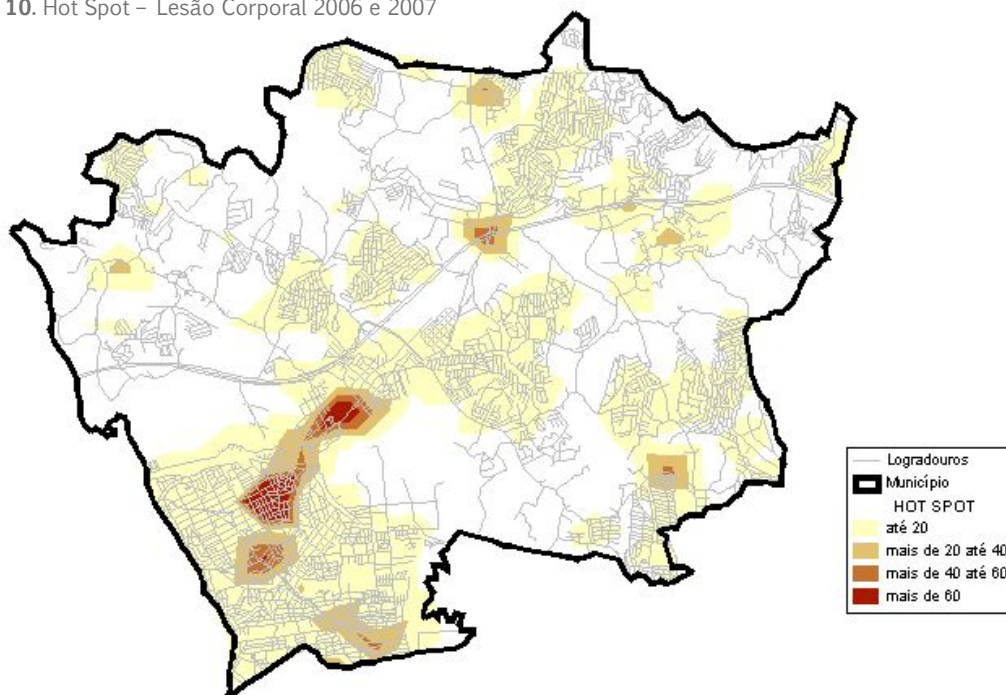 10. Hot Spot – Lesão Corporal 2006 e 2007
Logradouros
Município
HOT SPOT
até 20
mais de 20 até 40
mais de 40 até 60
mais de 60